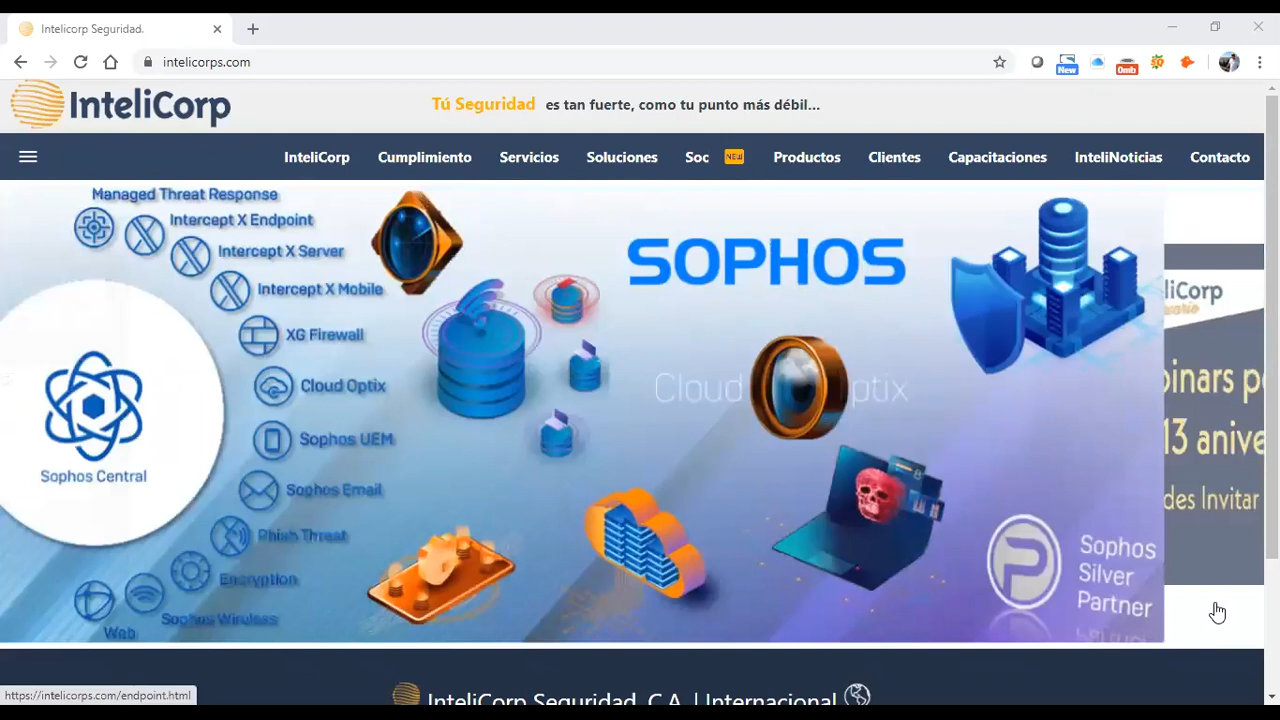 Intelicorp Seguridad.
intelicorps.com
New
0mb
InteliCorp
Tú Seguridad es tan fuerte, como tu punto más débil...
InteliCorp Cumplimiento Servicios Soluciones Soc NEW Productos Clientes Capacitaciones InteliNoticias Contacto
Managed Threat Response
Intercept X Endpoint
Intercept X Server
Intercept X Mobile
XG Firewall
Cloud Optix
Sophos UEM
Sophos Email
Phish Threat
Encryption
Sophos Wireless
Web
Sophos Central
SOPHOS
Cloud Optix
Sophos
Silver
Partner
liCorp
inars p
13 anive
des Invitar
InteliCorp Seguridad, C.A. | Internacional
https://intelicorps.com/endpoint.html